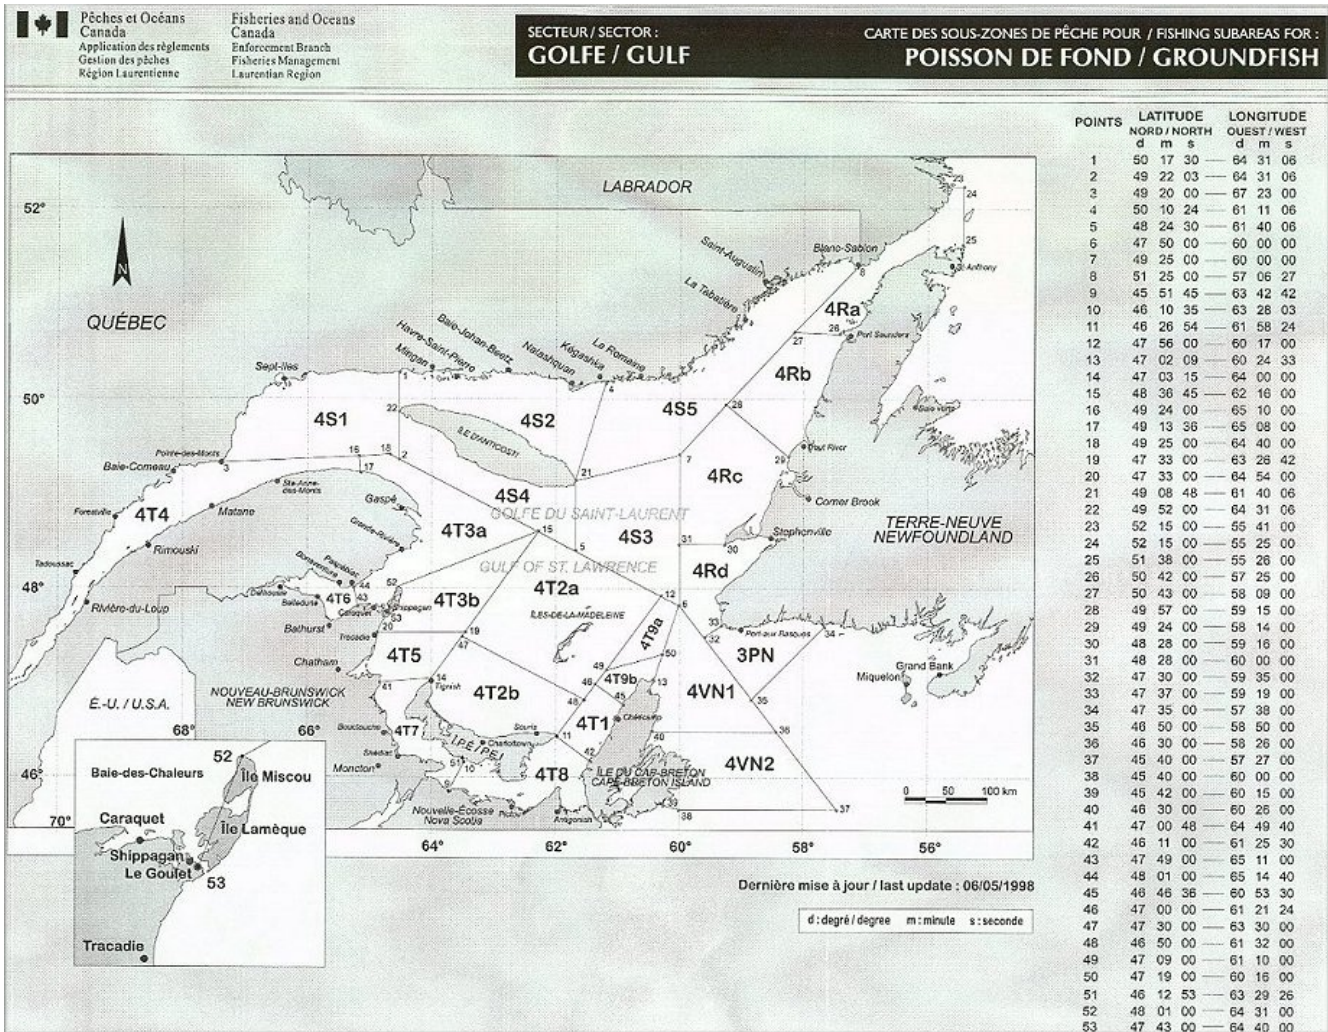 Pêches et Océans
Canada
Application des règlements
Gestion des pêches
Région Laurentienne
Fisheries and Oceans
Canada
Enforcement Branch
Fisheries Management
Laurentian Region
SECTEUR / SECTOR :
GOLFE / GULF
CARTE DES SOUS-ZONES DE PÊCHE POUR / FISHING SUBAREAS FOR :
POISSON DE FOND / GROUNDFISH
LABRADOR
52°
N
QUÉBEC
Blanc-Sablon
Saint-Augustin
La Tabatière
St. Anthony
Port Saunders
Baie-Johan-Beetz
Havre-Saint-Pierre
Mingan
Natashquan
Kégashka
La Romaine
Sept-Iles
50°
4Ra
4Rb
4S1
4S2
4S5
ÎLE D'ANTICOSTI
Baie Verte
Trout River
Pointe-des-Monts
Baie-Comeau
Ste-Anne-
des-Monts
4Rc
Corner Brook
Gaspé
4S4
Forestville
Matane
4T4
4T3a
GOLFE DU SAINT-LAURENT
4S3
TERRE-NEUVE
NEWFOUNDLAND
Stephenville
Grande-Rivière
Rimouski
GULF OF ST. LAWRENCE
Tadoussac
48°
Paspébiac
Bonaventure
4Rd
4T2a
Dalhousie
Belledune
4T6
Caraquet
Shippagan
4T3b
ÎLES-DE-LA-MADELEINE
4T9a
Rivière-du-Loup
Bathurst
Tracadie
Port-aux-Basques
3PN
Grand Bank
Miquelon
Chatham
4T5
4T9b
4VN1
Tignish
4T2b
É.-U. / U.S.A.
NOUVEAU-BRUNSWICK
NEW BRUNSWICK
4T1
Chéticamp
68°
66°
Bouctouche
4T7
Souris
Charlottetown
Î.P.É / P.E.I.
Shediac
Moncton
46°
4T8
ÎLE DU CAP-BRETON
CAPE-BRETON ISLAND
4VN2
0 50 100 km
Nouvelle-Écosse
Nova Scotia
Pictou
Antigonish
70°
64°
62°
60°
58°
56°
52
Baie-des-Chaleurs
Île Miscou
Caraquet
Île Lamèque
Shippagan
Le Goulet
53
Tracadie
Dernière mise à jour / last update : 06/05/1998
d : degré / degree m : minute s : seconde
POINTS LATITUDE LONGITUDE
NORD / NORTH OUEST / WEST
d m s d m s
1 50 17 30 — 64 31 06
2 49 22 03 — 64 31 06
3 49 20 00 — 67 23 00
4 50 10 24 — 61 11 06
5 48 24 30 — 61 40 06
6 47 50 00 — 60 00 00
7 49 25 00 — 60 00 00
8 51 25 00 — 57 06 27
9 45 51 45 — 63 42 42
10 46 10 35 — 63 28 03
11 46 26 54 — 61 58 24
12 47 56 00 — 60 17 00
13 47 02 09 — 60 24 33
14 47 03 15 — 64 00 00
15 48 36 45 — 62 16 00
16 49 24 00 — 65 10 00
17 49 13 36 — 65 08 00
18 49 25 00 — 64 40 00
19 47 33 00 — 63 26 42
20 47 33 00 — 64 54 00
21 49 08 48 — 61 40 06
22 49 52 00 — 64 31 06
23 52 15 00 — 55 41 00
24 52 15 00 — 55 25 00
25 51 38 00 — 55 26 00
26 50 42 00 — 57 25 00
27 50 43 00 — 58 09 00
28 49 57 00 — 59 15 00
29 49 24 00 — 58 14 00
30 48 28 00 — 59 16 00
31 48 28 00 — 60 00 00
32 47 30 00 — 59 35 00
33 47 37 00 — 59 19 00
34 47 35 00 — 57 38 00
35 46 50 00 — 58 50 00
36 46 30 00 — 58 26 00
37 45 40 00 — 57 27 00
38 45 40 00 — 60 00 00
39 45 42 00 — 60 15 00
40 46 30 00 — 60 26 00
41 47 00 48 — 64 49 40
42 46 11 00 — 61 25 30
43 47 49 00 — 65 11 00
44 48 01 00 — 65 14 40
45 46 46 36 — 60 53 30
46 47 00 00 — 61 21 24
47 47 30 00 — 63 30 00
48 46 50 00 — 61 32 00
49 47 09 00 — 61 10 00
50 47 19 00 — 60 16 00
51 46 12 53 — 63 29 26
52 48 01 00 — 64 31 00
53 47 43 00 — 64 40 00